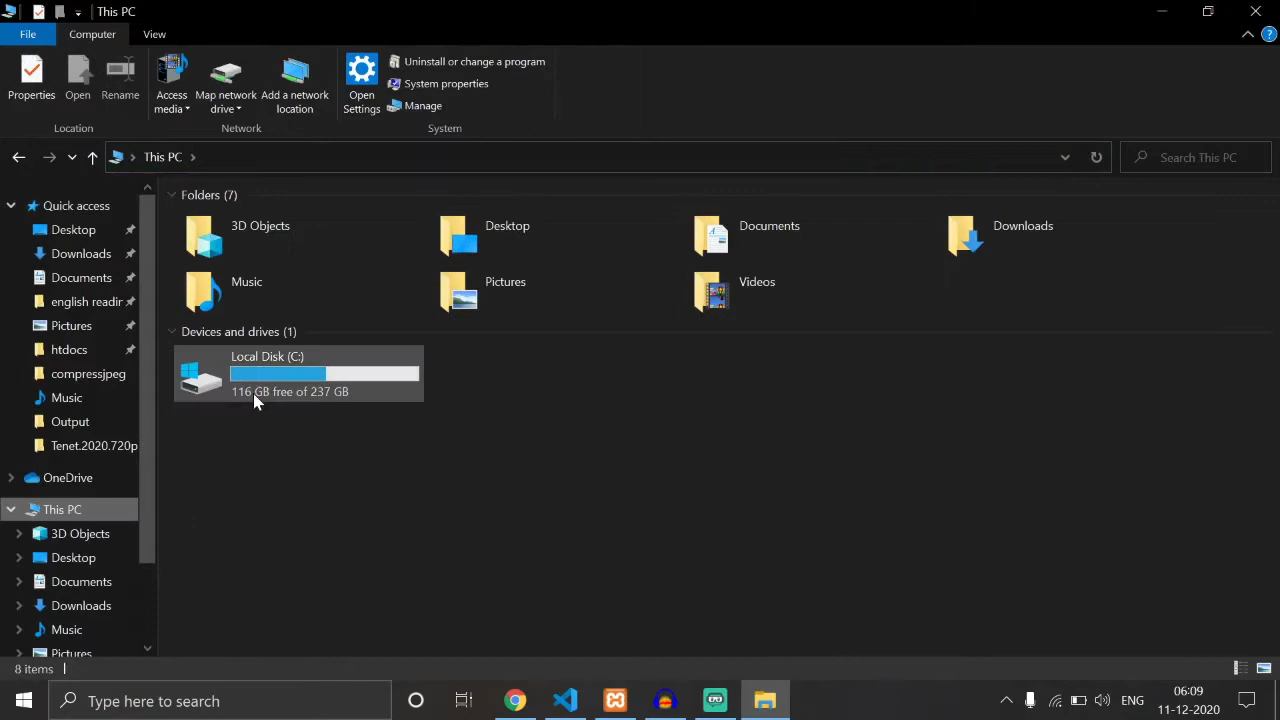 This PC
File
Computer
View
Properties
Open
Rename
Access media
Map network drive
Add a network location
Open Settings
Uninstall or change a program
System properties
Manage
Location
Network
System
This PC
Search This PC
Quick access
Desktop
Downloads
Documents
english readir
Pictures
htdocs
compressjpeg
Music
Output
Tenet.2020.720p
OneDrive
This PC
3D Objects
Desktop
Documents
Downloads
Music
Pictures
Folders (7)
3D Objects
Desktop
Documents
Downloads
Music
Pictures
Videos
Devices and drives (1)
Local Disk (C:)
116 GB free of 237 GB
8 items
Type here to search
ENG
06:09
11-12-2020